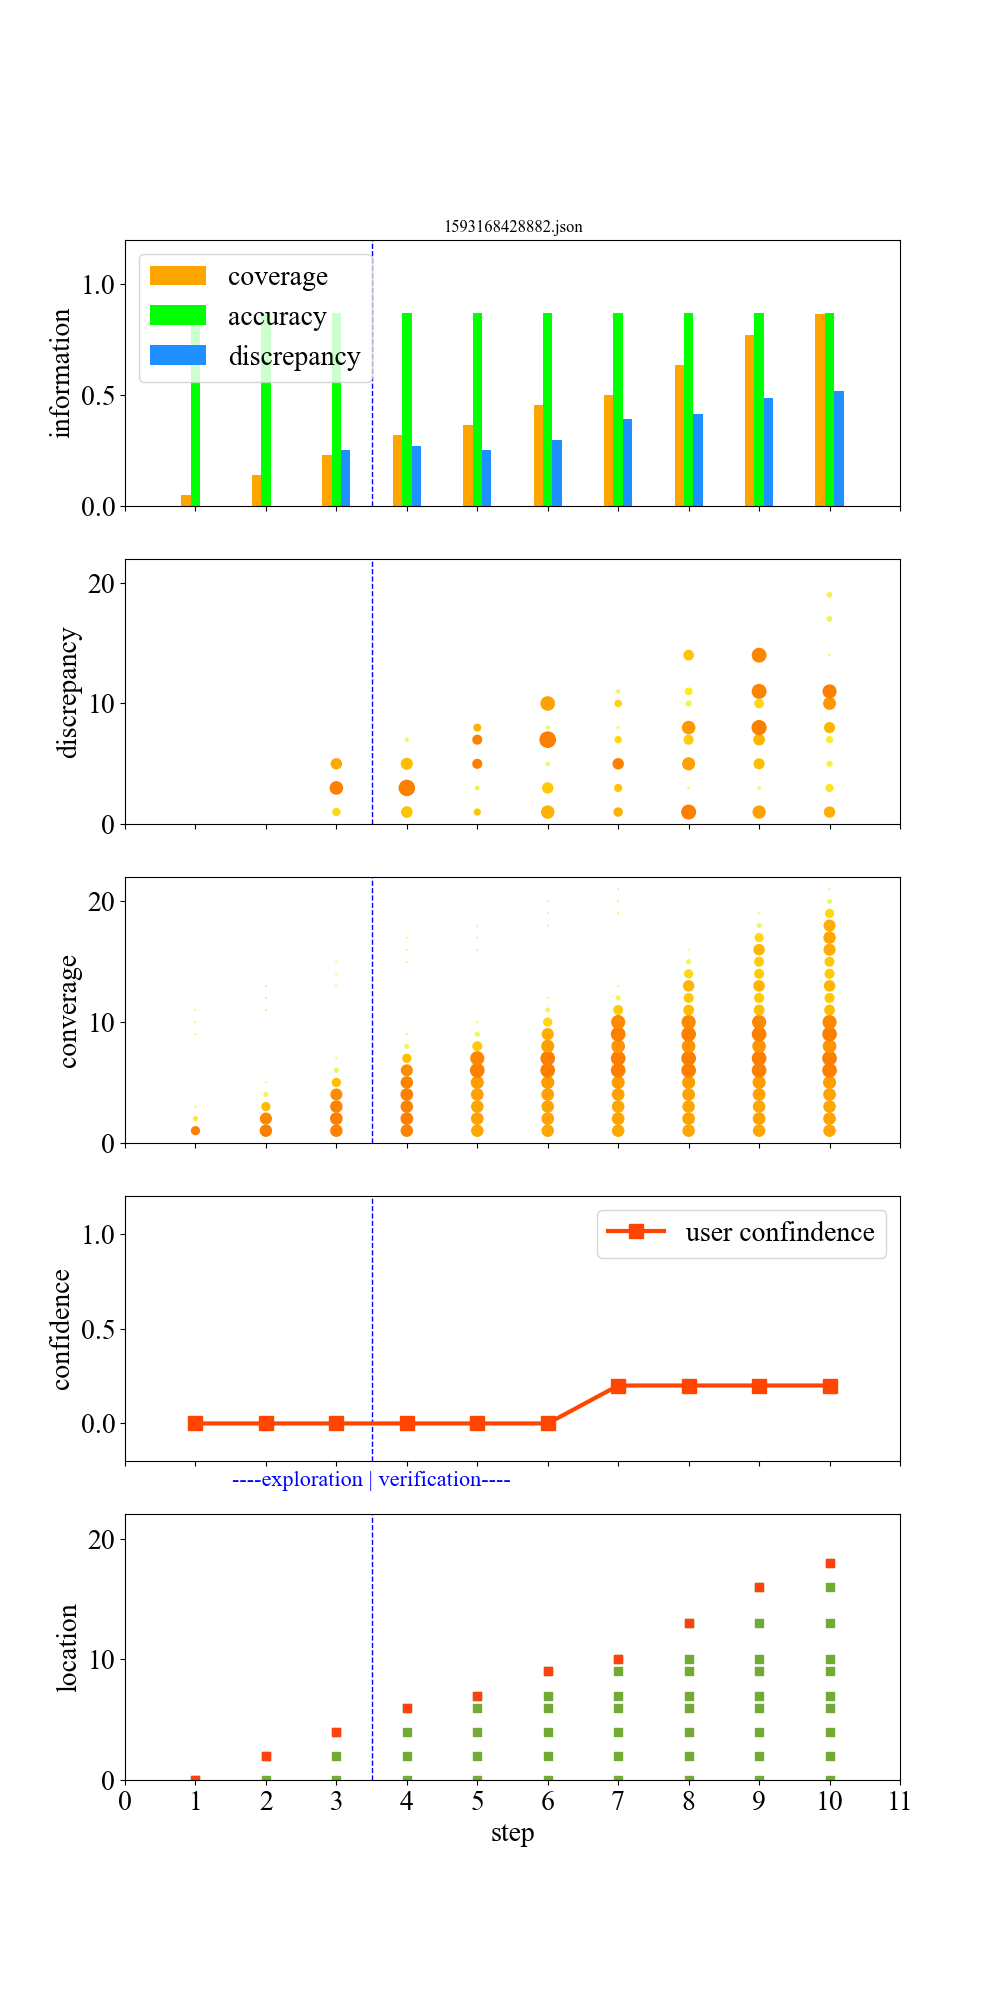 1593168428882.json
1.0
0.5
0.0
information
coverage
accuracy
discrepancy
20
10
0
discrepancy
20
10
0
converage
1.0
0.5
0.0
confidence
user confindence
----exploration | verification----
20
10
0
location
0 1 2 3 4 5 6 7 8 9 10 11
step